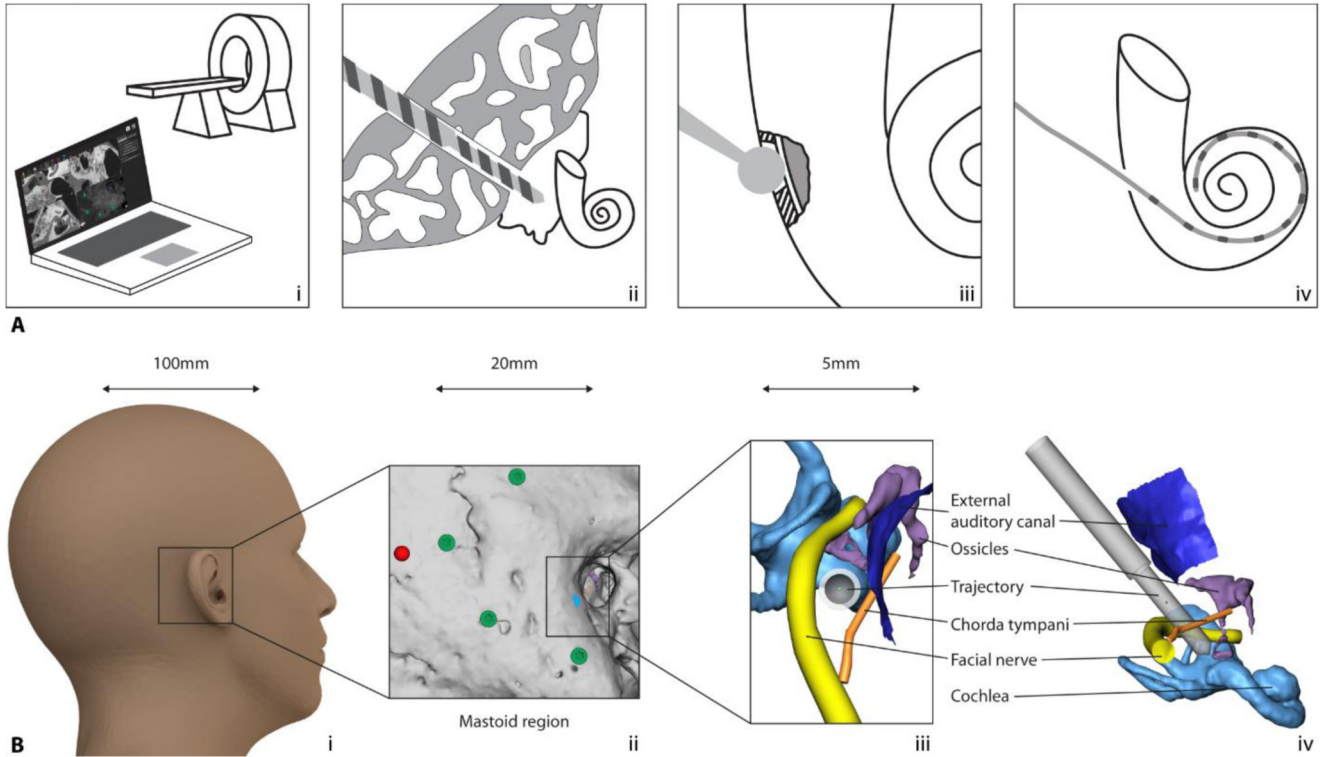 i
ii
iii
iv
A
100mm
20mm
5mm
External
auditory canal
Ossicles
Trajectory
Chorda tympani
Facial nerve
Cochlea
Mastoid region
B
i
ii
iii
iv